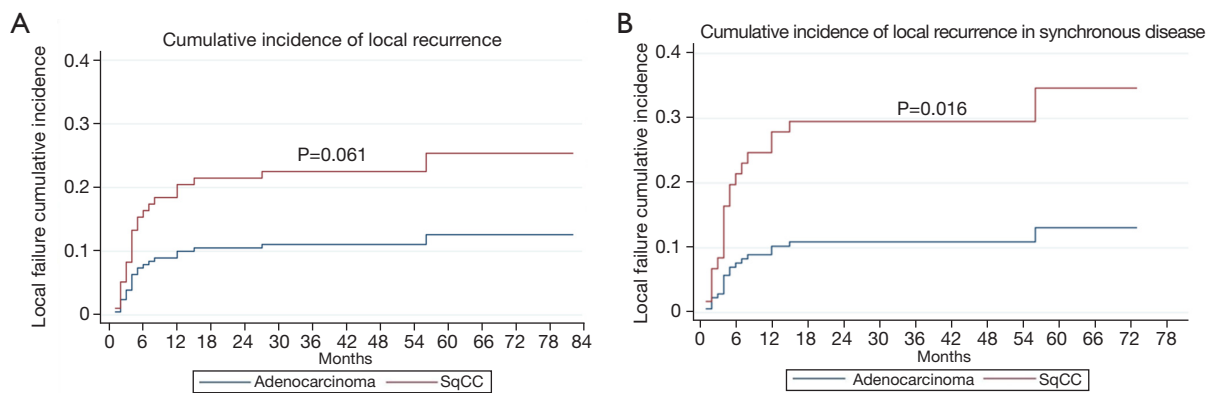 A
Cumulative incidence of local recurrence
Local failure cumulative incidence
0.4
0.3
0.2
0.1
0
P=0.061
0 6 12 18 24 30 36 42 48 54 60 66 72 78 84
Months
Adenocarcinoma SqCC
B
Cumulative incidence of local recurrence in synchronous disease
Local failure cumulative incidence
0.4
0.3
0.2
0.1
0
P=0.016
0 6 12 18 24 30 36 42 48 54 60 66 72 78
Months
Adenocarcinoma SqCC